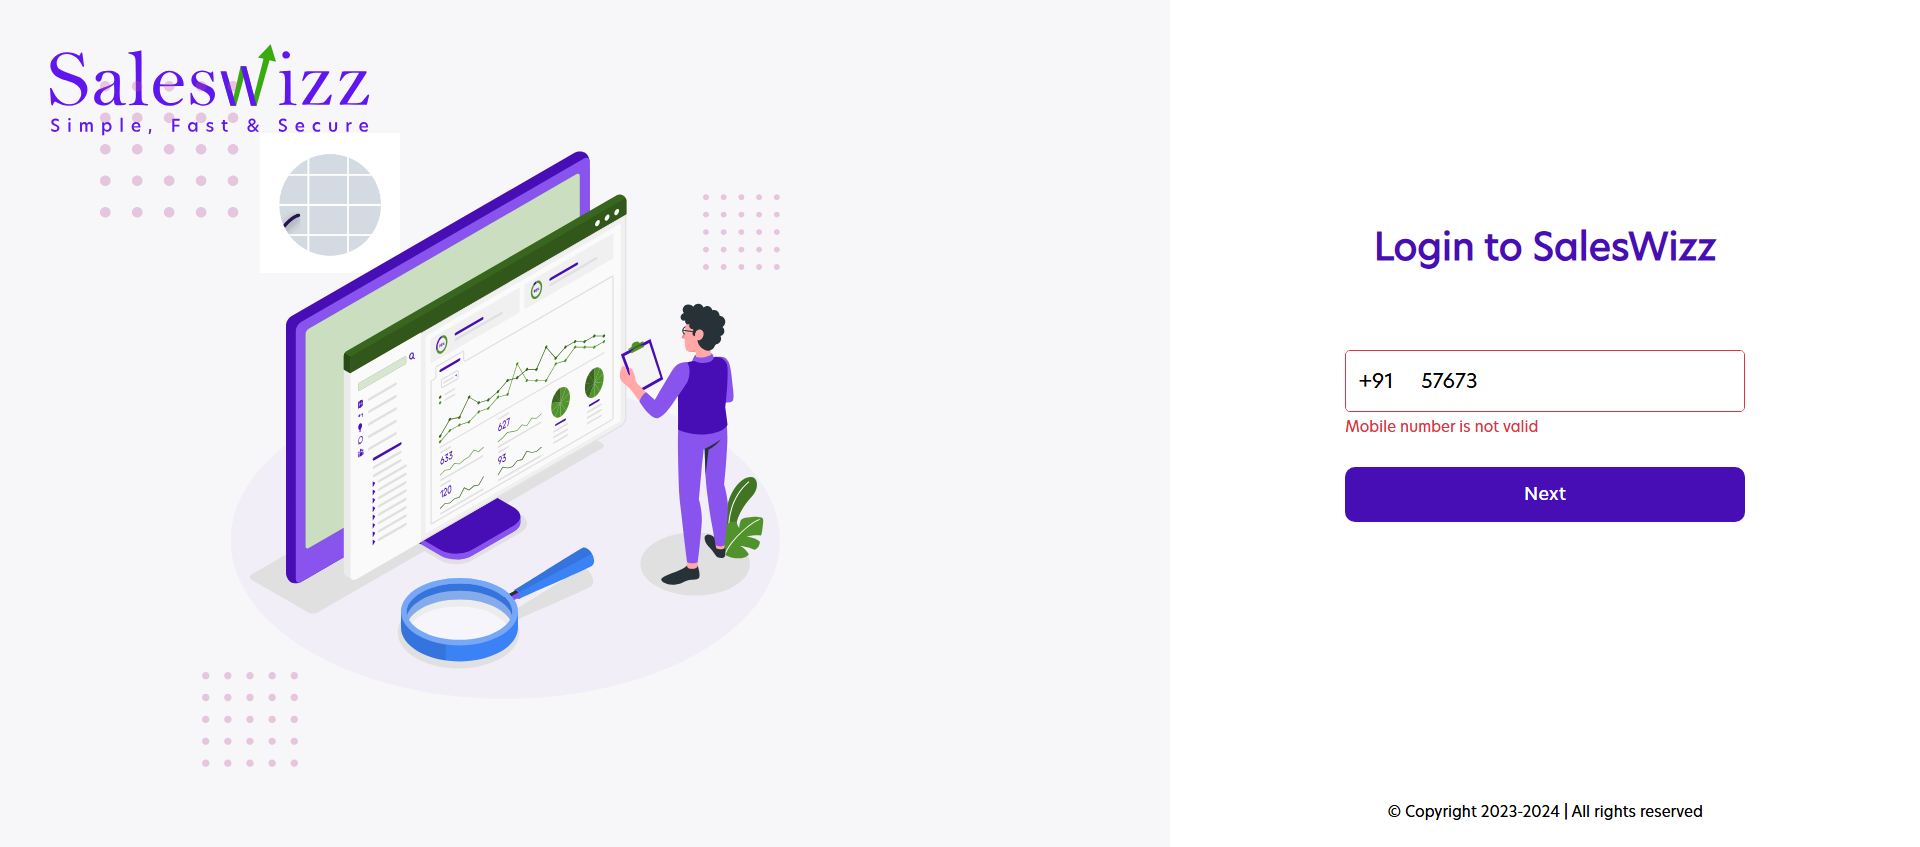 SalesWizz
Simple, Fast & Secure
627
633
93
120
Login to SalesWizz
+91 57673
Mobile number is not valid
Next
© Copyright 2023-2024 | All rights reserved